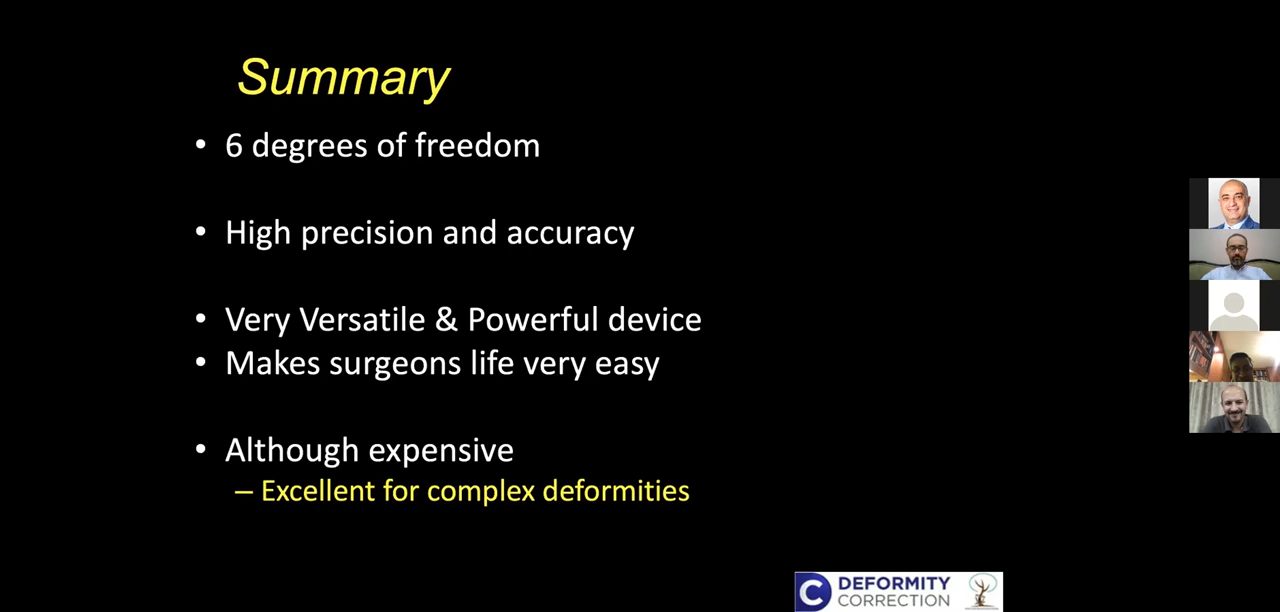 Summary
• 6 degrees of freedom
• High precision and accuracy
• Very Versatile & Powerful device
• Makes surgeons life very easy
• Although expensive
– Excellent for complex deformities
C DEFORMITY
CORRECTION